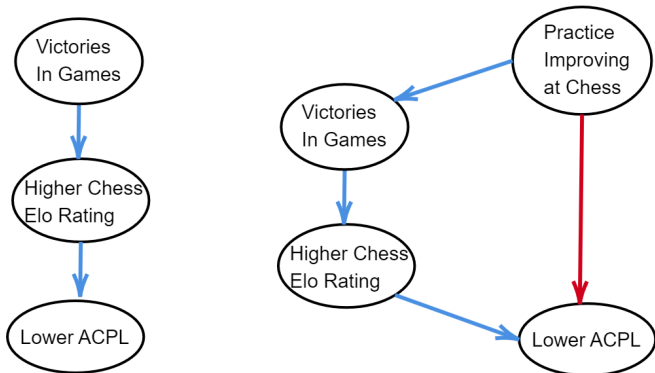 Victories
In Games
Higher Chess
Elo Rating
Lower ACPL
Practice
Improving
at Chess
Victories
In Games
Higher Chess
Elo Rating
Lower ACPL